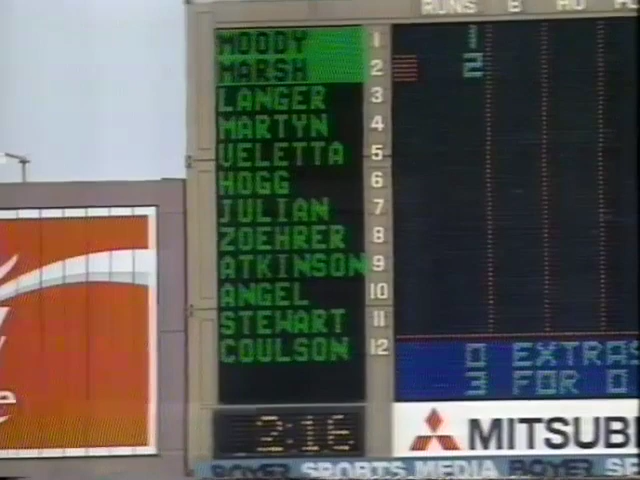 RUNS B
MOODY 1 1
MARSH 2 2
LANGER 3
MARTYN 4
VELETTA 5
HOGG 6
JULIAN 7
ZOEHRER 8
ATKINSON 9
ANGEL 10
STEWART 11
COULSON 12
0 EXTRAS
3 FOR 0
2:16
MITSUB
BOYER SPORTS MEDIA BOYER SP